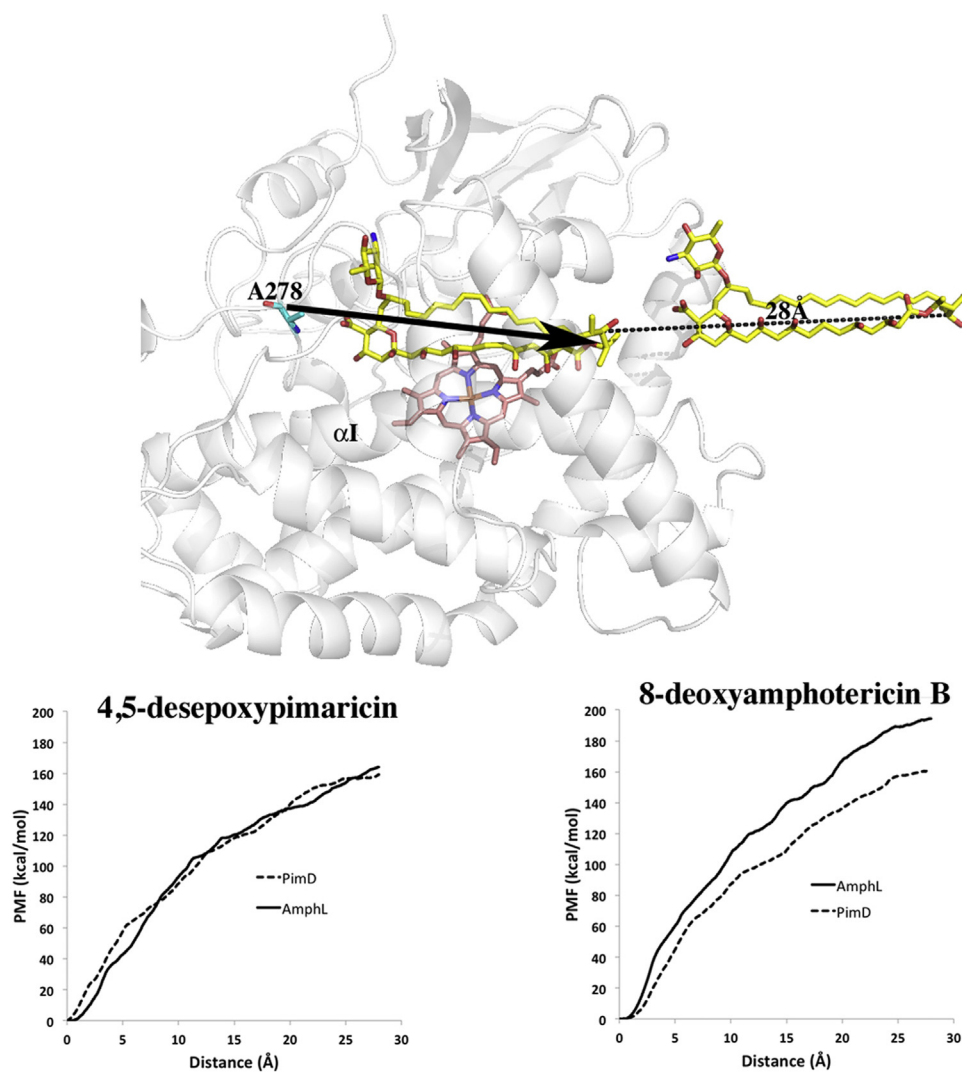 A278
28Å
αI
4,5-desepoxypimaricin
PMF (kcal/mol)
200
180
160
140
120
100
80
60
40
20
0
PimD
AmphL
0 5 10 15 20 25 30
Distance (Å)
8-deoxyamphotericin B
PMF (kcal/mol)
200
180
160
140
120
100
80
60
40
20
0
AmphL
PimD
0 5 10 15 20 25 30
Distance (Å)